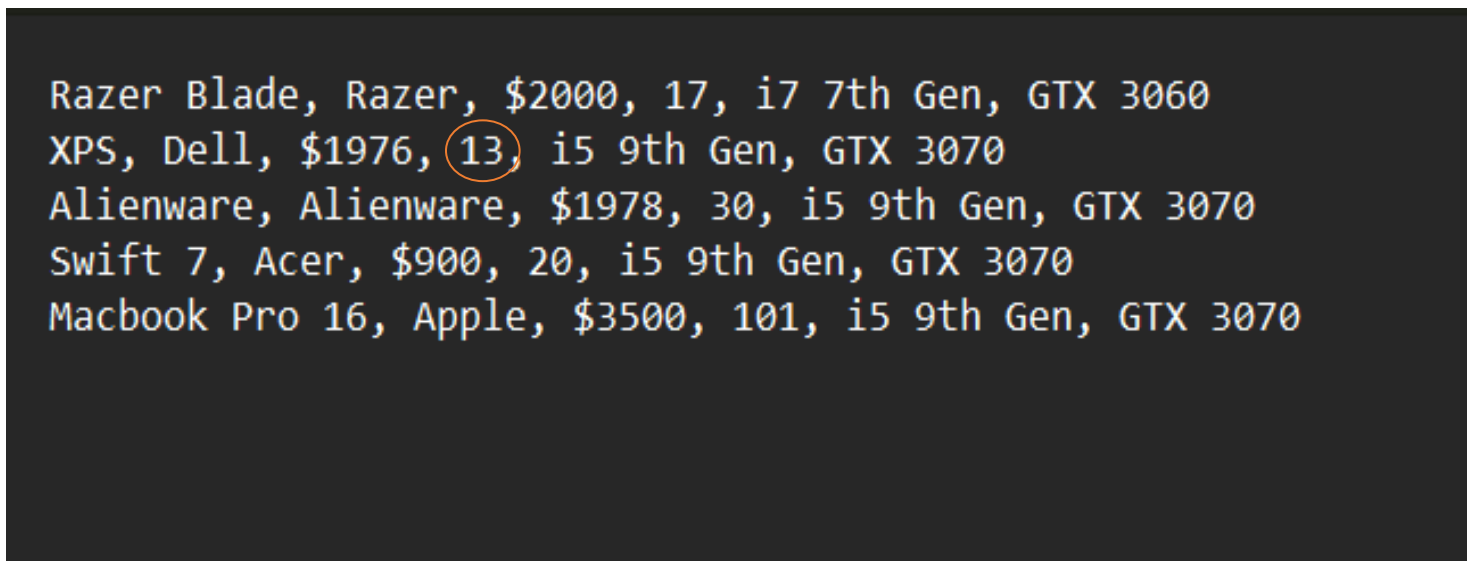 Razer Blade, Razer, $2000, 17, i7 7th Gen, GTX 3060
XPS, Dell, $1976, 13, i5 9th Gen, GTX 3070
Alienware, Alienware, $1978, 30, i5 9th Gen, GTX 3070
Swift 7, Acer, $900, 20, i5 9th Gen, GTX 3070
Macbook Pro 16, Apple, $3500, 101, i5 9th Gen, GTX 3070